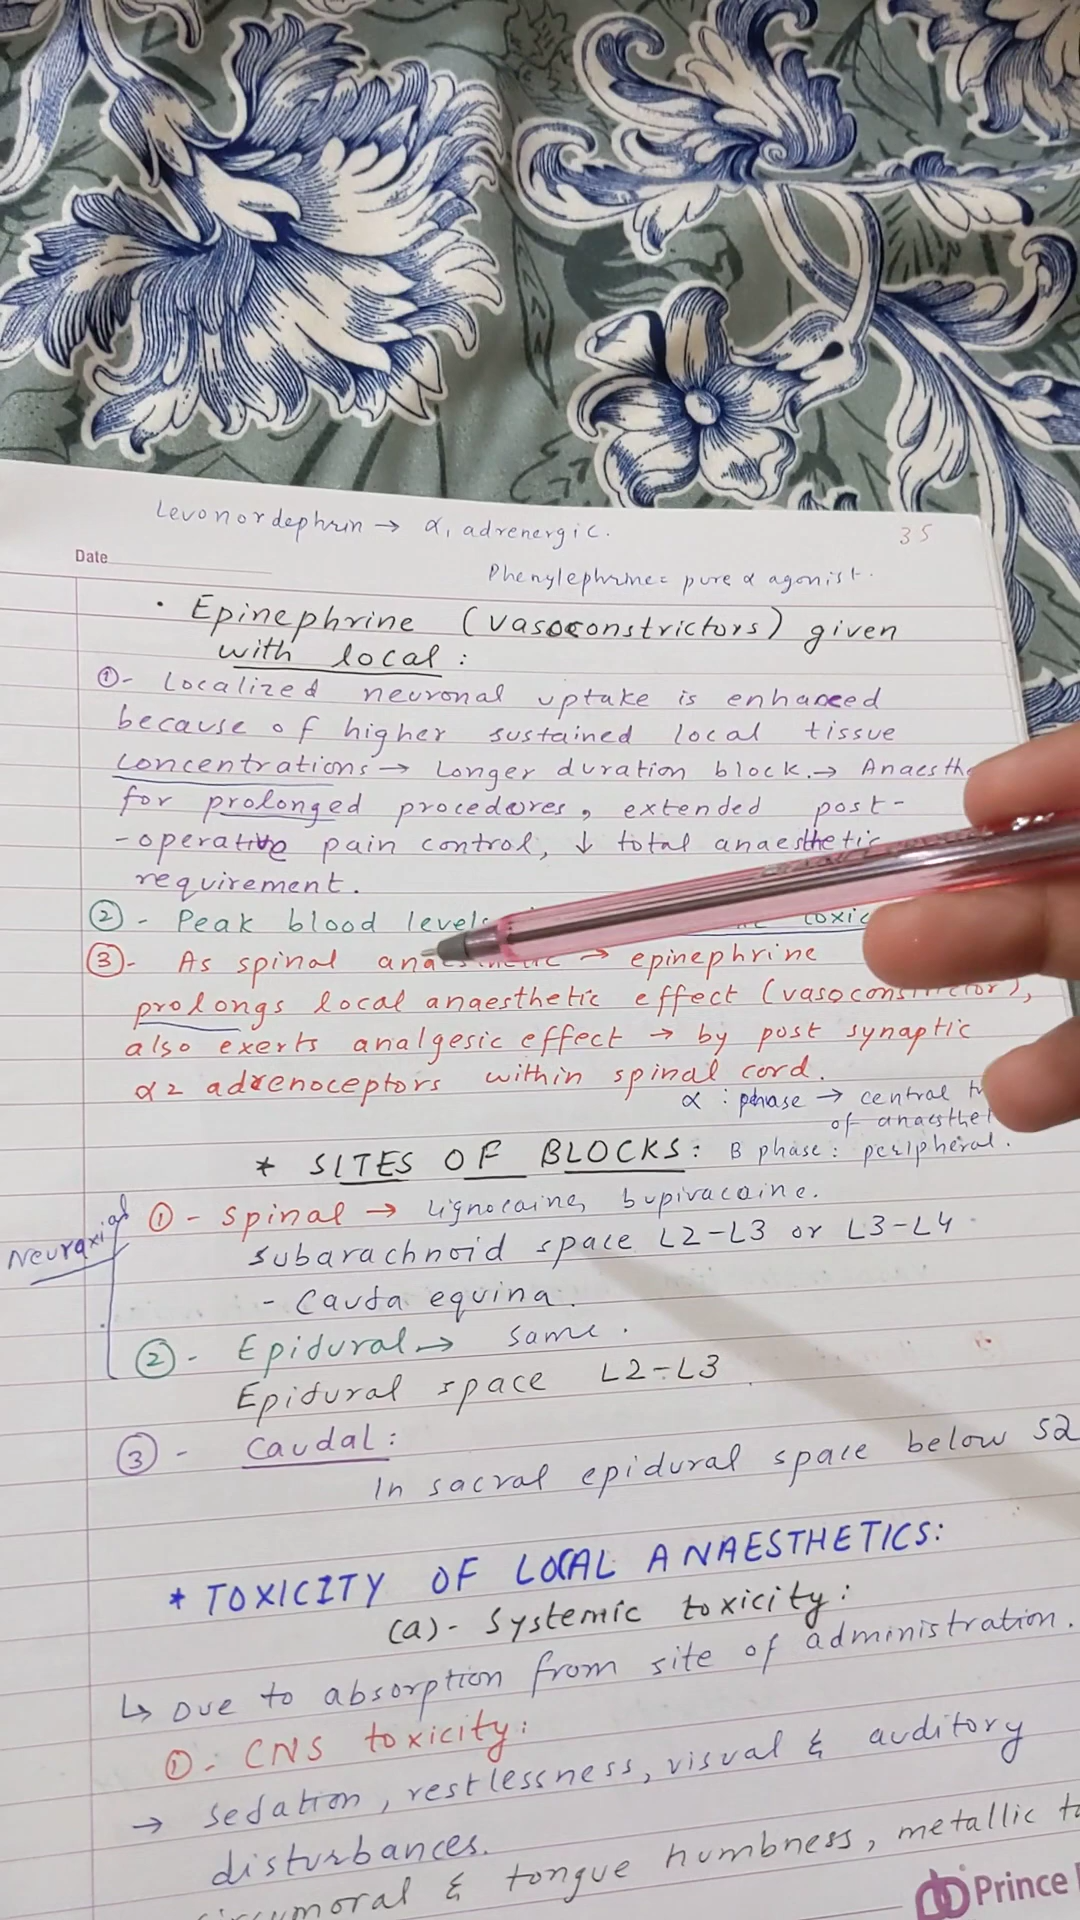 Levonordephrin → α, adrenergic.
35
Date
Phenylephrine = pure α agonist.
• Epinephrine (vasoconstrictors) given
with local :
① - Localized neuronal uptake is enhanced
because of higher sustained local tissue
concentrations → Longer duration block. → Anaesth
for prolonged procedures, extended post-
-operative pain control, ↓ total anaesthetic
requirement.
② - Peak blood levels toxic
③ - As spinal anaesthetic → epinephrine
prolongs local anaesthetic effect (vasoconstrictor),
also exerts analgesic effect → by post synaptic
α2 adrenoceptors within spinal cord.
α : phase → central
of anaesthe
* SITES OF BLOCKS: B phase : peripheral.
Neuraxial
① - Spinal → Lignocaine, bupivacaine.
subarachnoid space L2-L3 or L3-L4
- Cauda equina.
② - Epidural → same.
Epidural space L2-L3
③ - Caudal :
In sacral epidural space below S2
* TOXICITY OF LOCAL ANAESTHETICS:
(a) - Systemic toxicity :
↳ Due to absorption from site of administration.
① - CNS toxicity :
→ Sedation, restlessness, visual & auditory
disturbances.
& tongue numbness, metallic
Prince